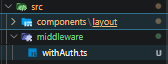 src
components\layout
middleware
withAuth.ts U